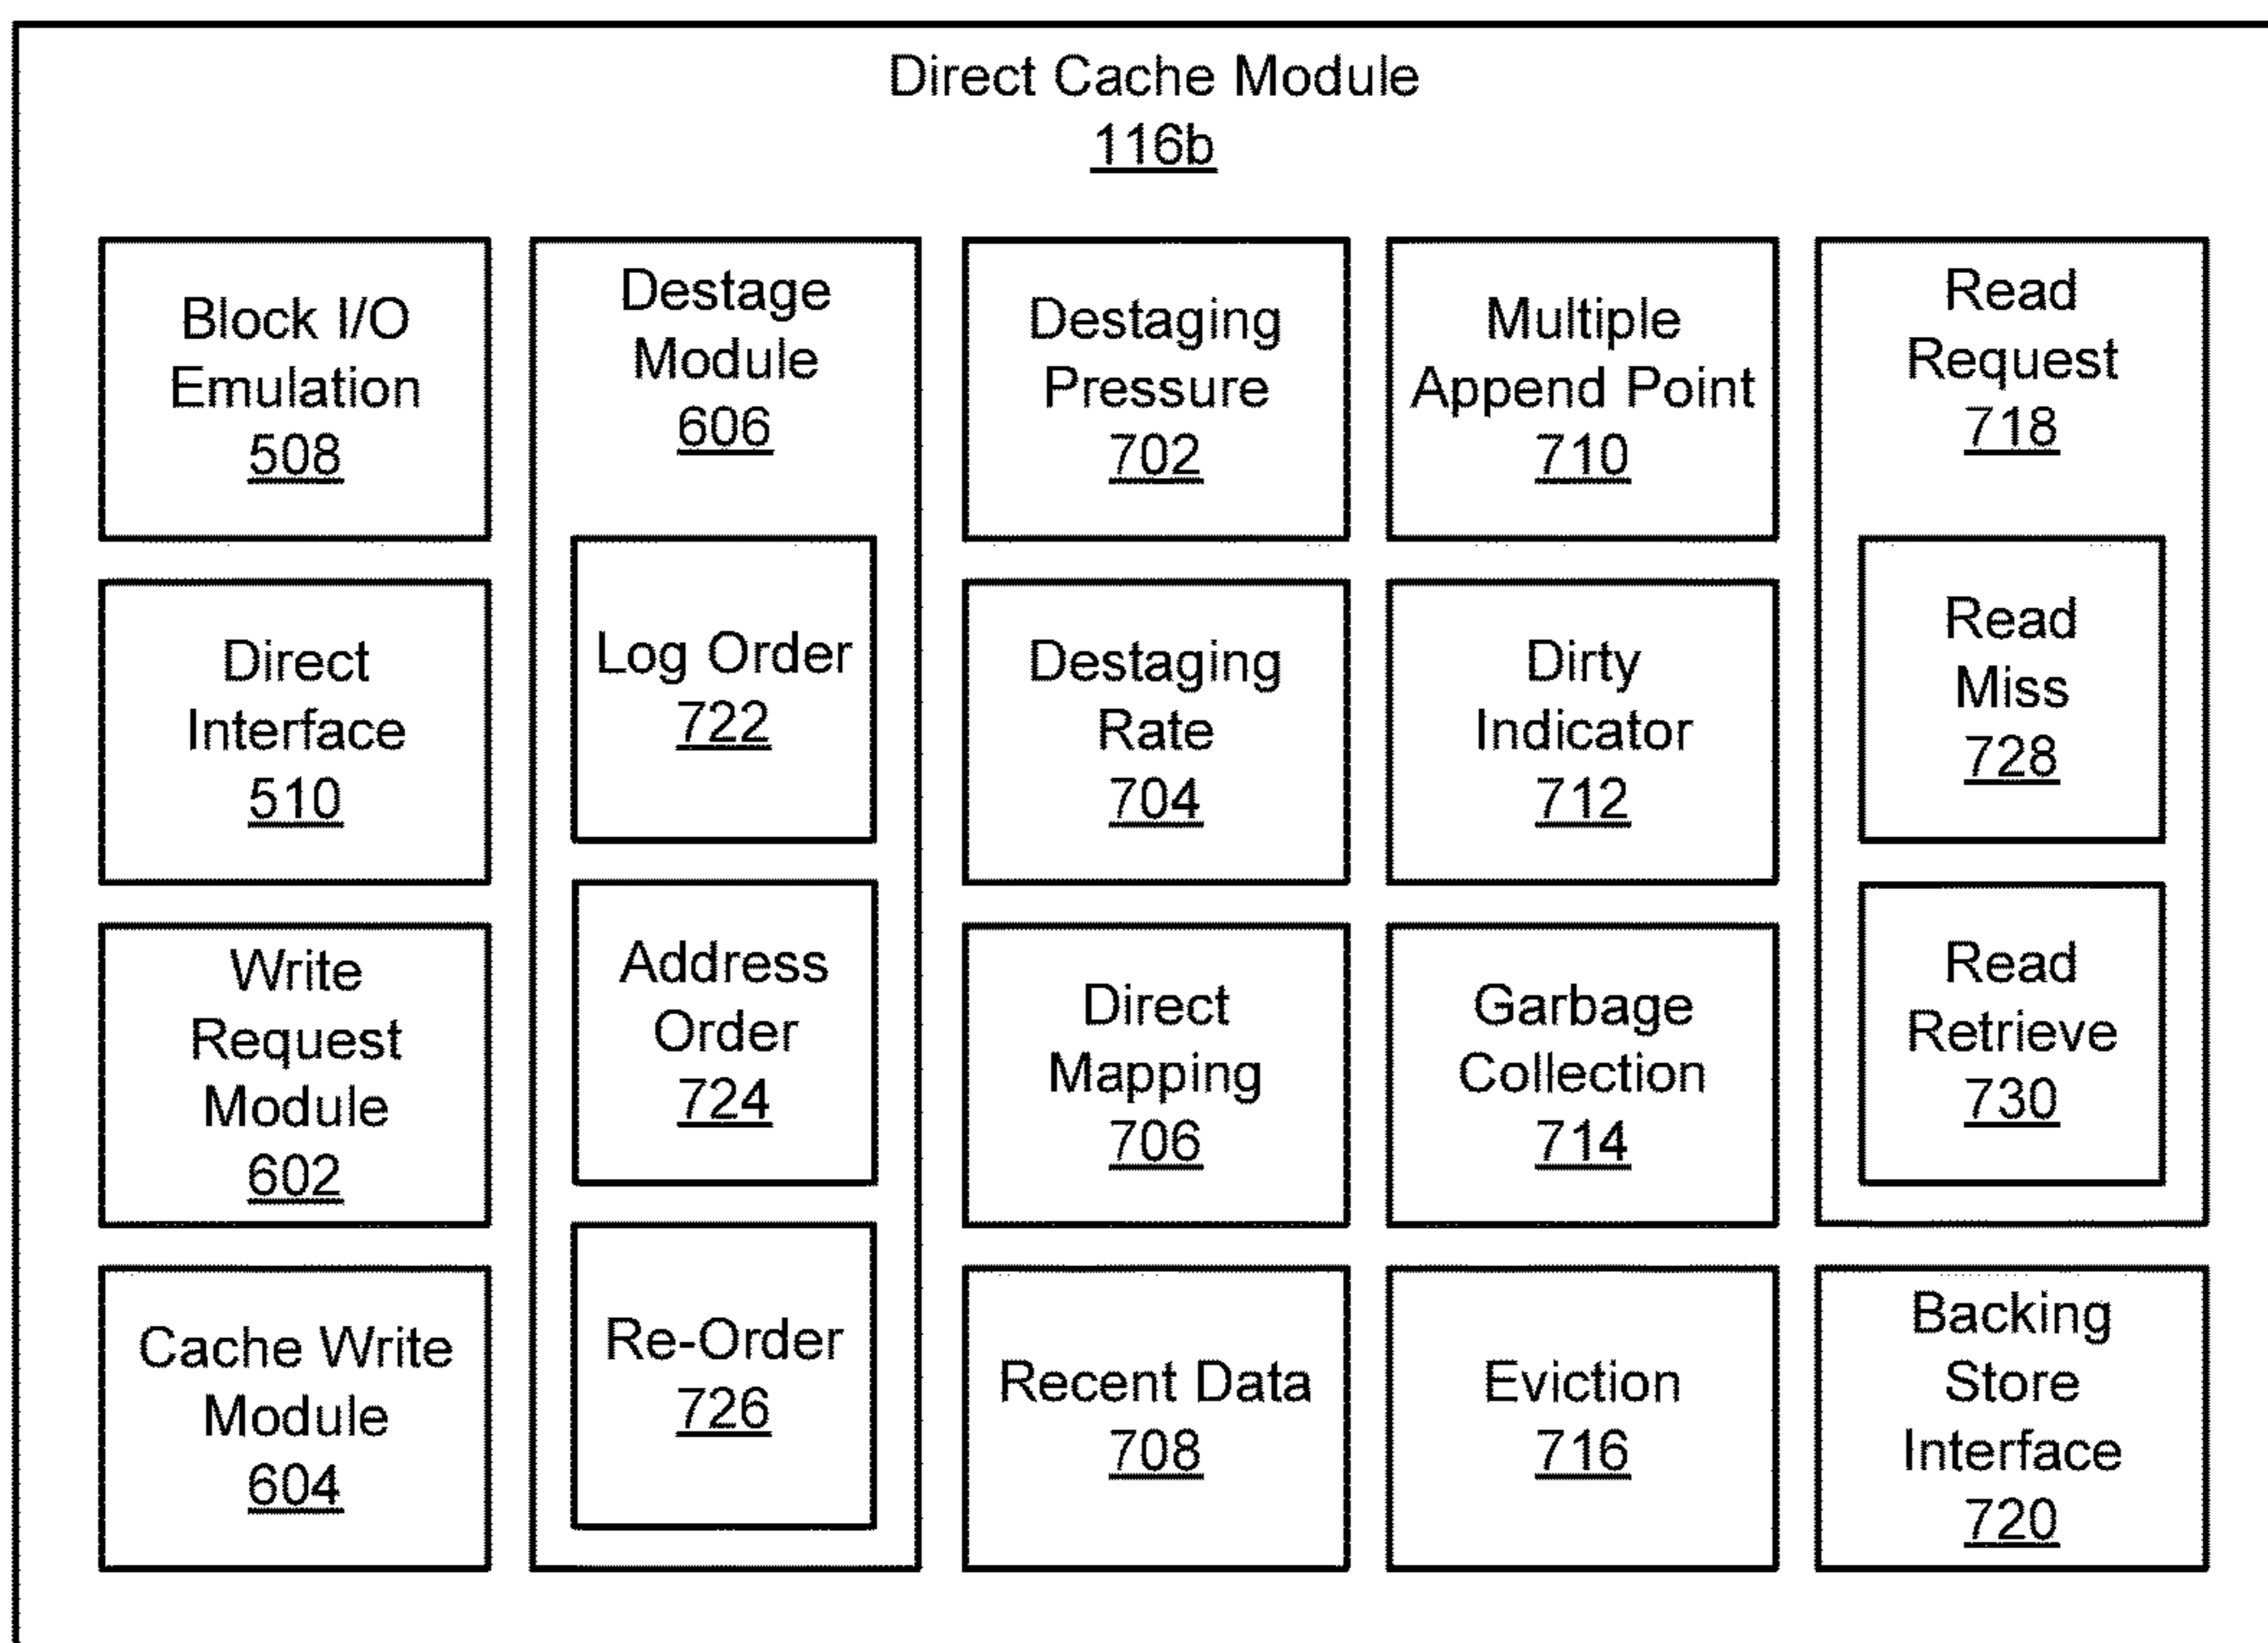 Direct Cache Module
116b
Block I/O
Emulation
508
Direct
Interface
510
Write
Request
Module
602
Cache Write
Module
604
Destage
Module
606
Log Order
722
Address
Order
724
Re-Order
726
Destaging
Pressure
702
Destaging
Rate
704
Direct
Mapping
706
Recent Data
708
Multiple
Append Point
710
Dirty
Indicator
712
Garbage
Collection
714
Eviction
716
Read
Request
718
Read
Miss
728
Read
Retrieve
730
Backing
Store
Interface
720